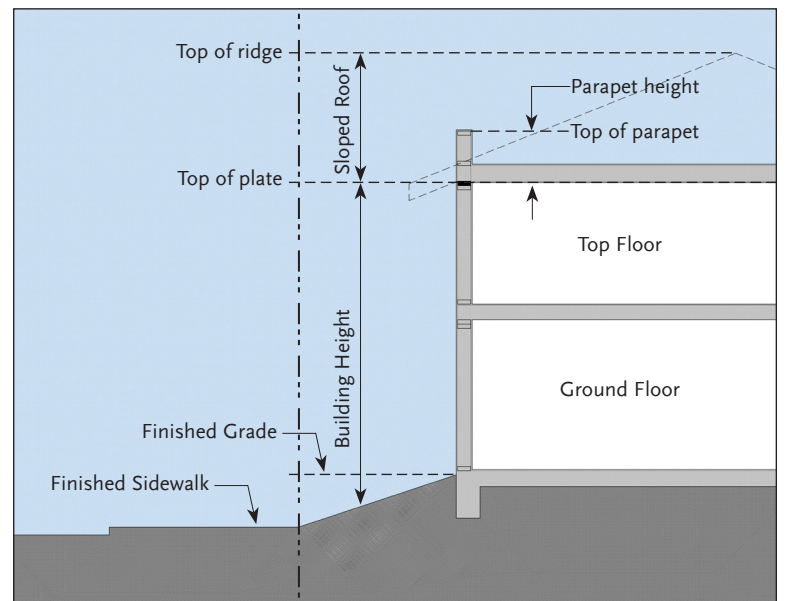 Top of ridge
Sloped Roof
Parapet height
Top of parapet
Top of plate
Top Floor
Building Height
Ground Floor
Finished Grade
Finished Sidewalk